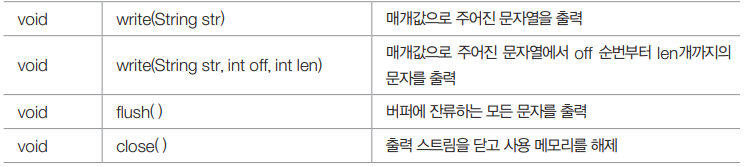 void write(String str) 매개값으로 주어진 문자열을 출력
void write(String str, int off, int len) 매개값으로 주어진 문자열에서 off 순번부터 len개까지의
문자를 출력
void flush( ) 버퍼에 잔류하는 모든 문자를 출력
void close( ) 출력 스트림을 닫고 사용 메모리를 해제